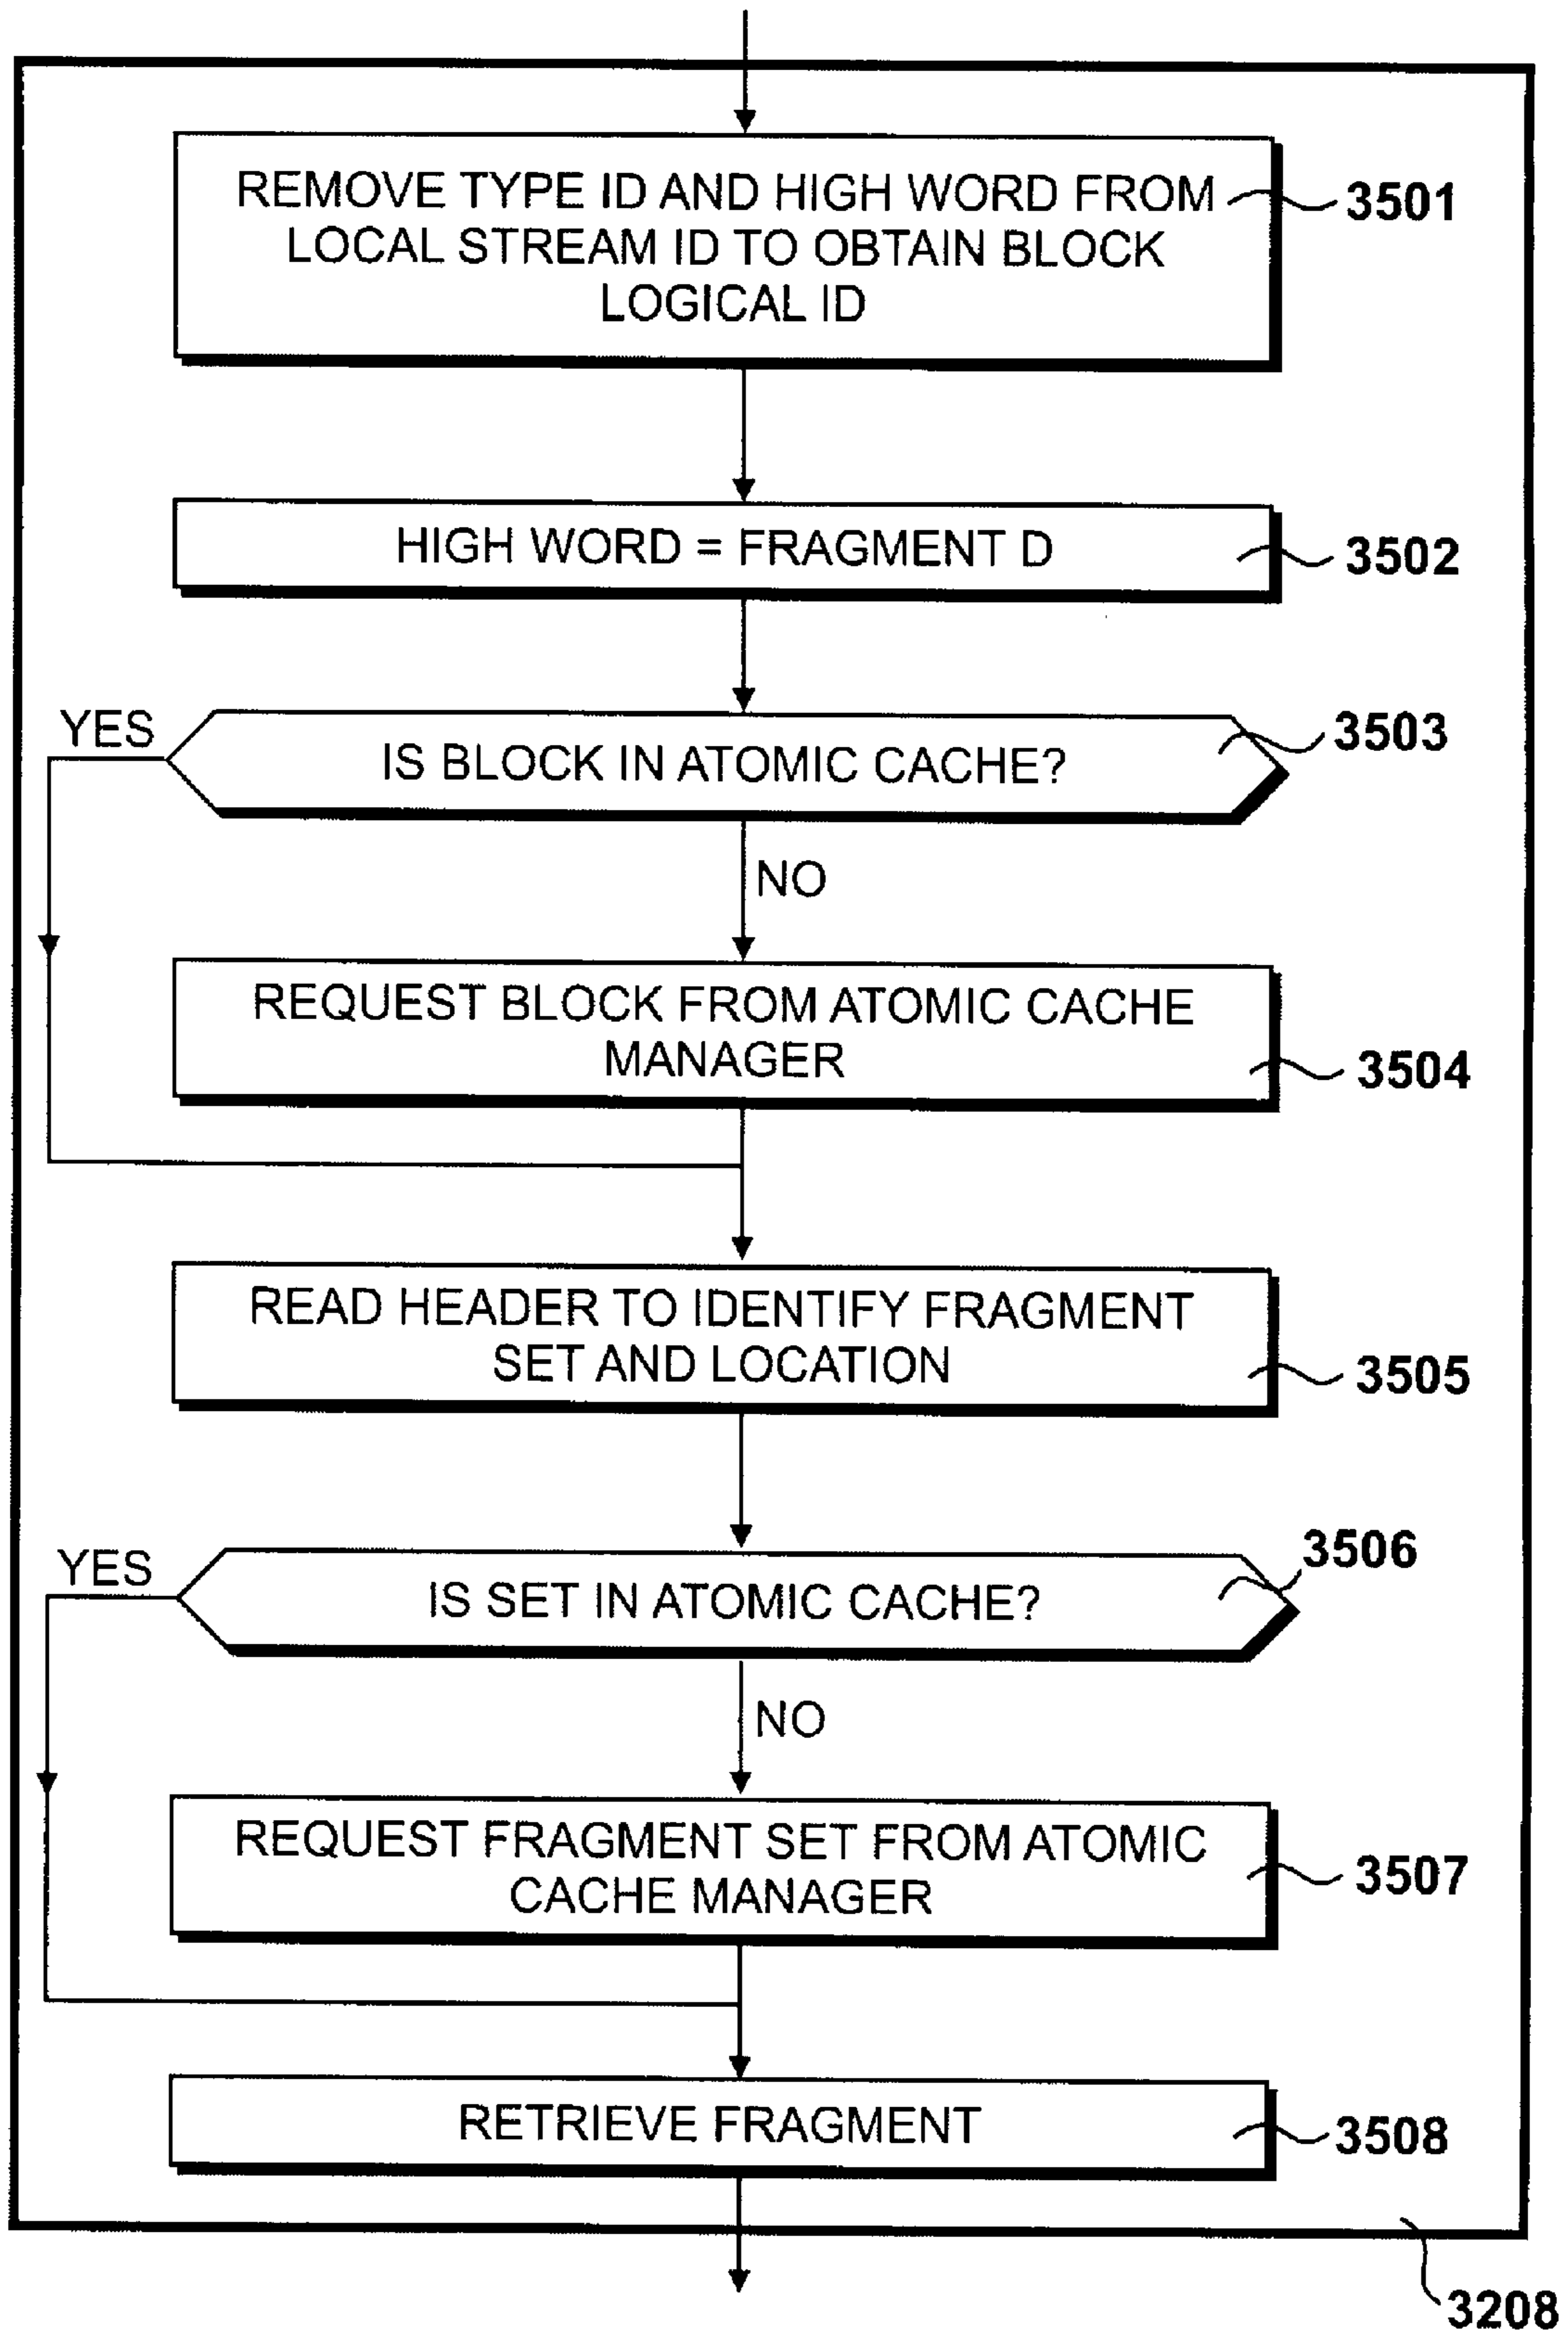 REMOVE TYPE ID AND HIGH WORD FROM
3501
LOCAL STREAM ID TO OBTAIN BLOCK
LOGICAL ID
HIGH WORD = FRAGMENT D
3502
YES
IS BLOCK IN ATOMIC CACHE?
3503
NO
REQUEST BLOCK FROM ATOMIC CACHE
MANAGER
3504
READ HEADER TO IDENTIFY FRAGMENT
SET AND LOCATION
3505
YES
IS SET IN ATOMIC CACHE?
3506
NO
REQUEST FRAGMENT SET FROM ATOMIC
CACHE MANAGER
3507
RETRIEVE FRAGMENT
3508
3208